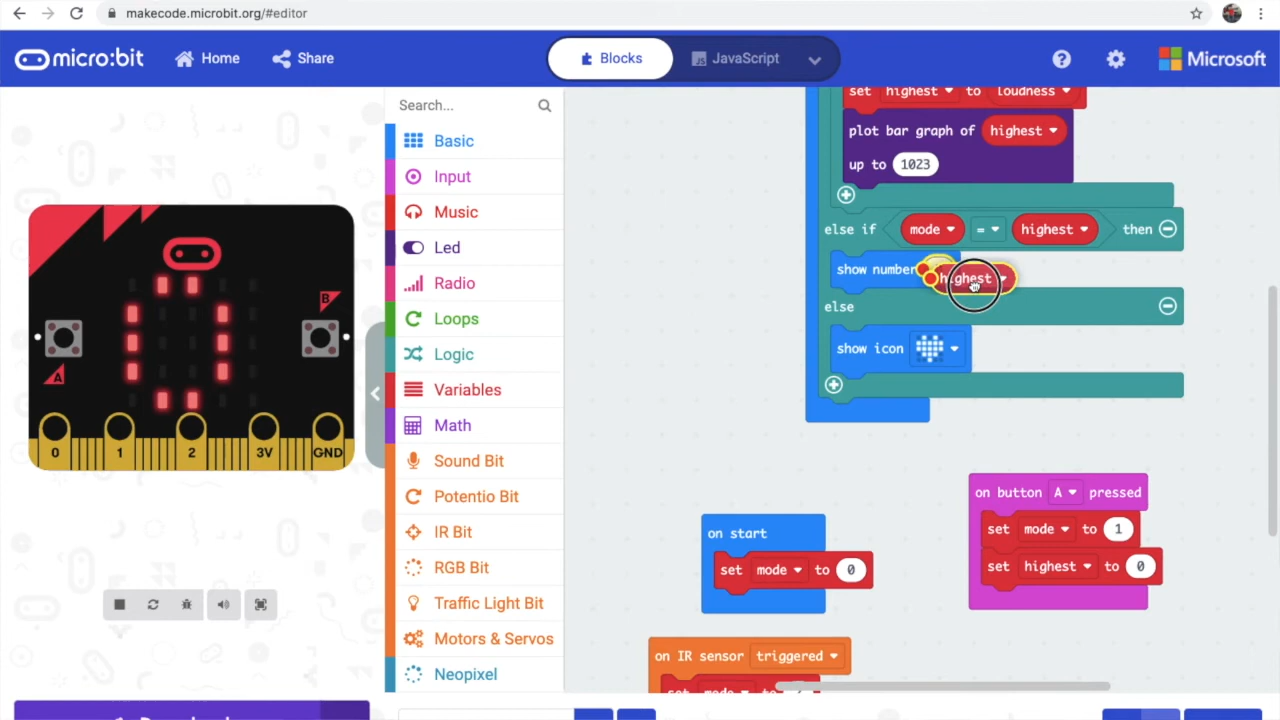 makecode.microbit.org/#editor
micro:bit
Home
Share
Blocks
JavaScript
Microsoft
Search...
Basic
Input
Music
Led
Radio
Loops
Logic
Variables
Math
Sound Bit
Potentio Bit
IR Bit
RGB Bit
Traffic Light Bit
Motors & Servos
Neopixel
A
B
0 1 2 3V GND
set highest to loudness
plot bar graph of highest
up to 1023
else if mode = highest then
show number highest
else
show icon
on button A pressed
set mode to 1
set highest to 0
on start
set mode to 0
on IR sensor triggered
set mode to